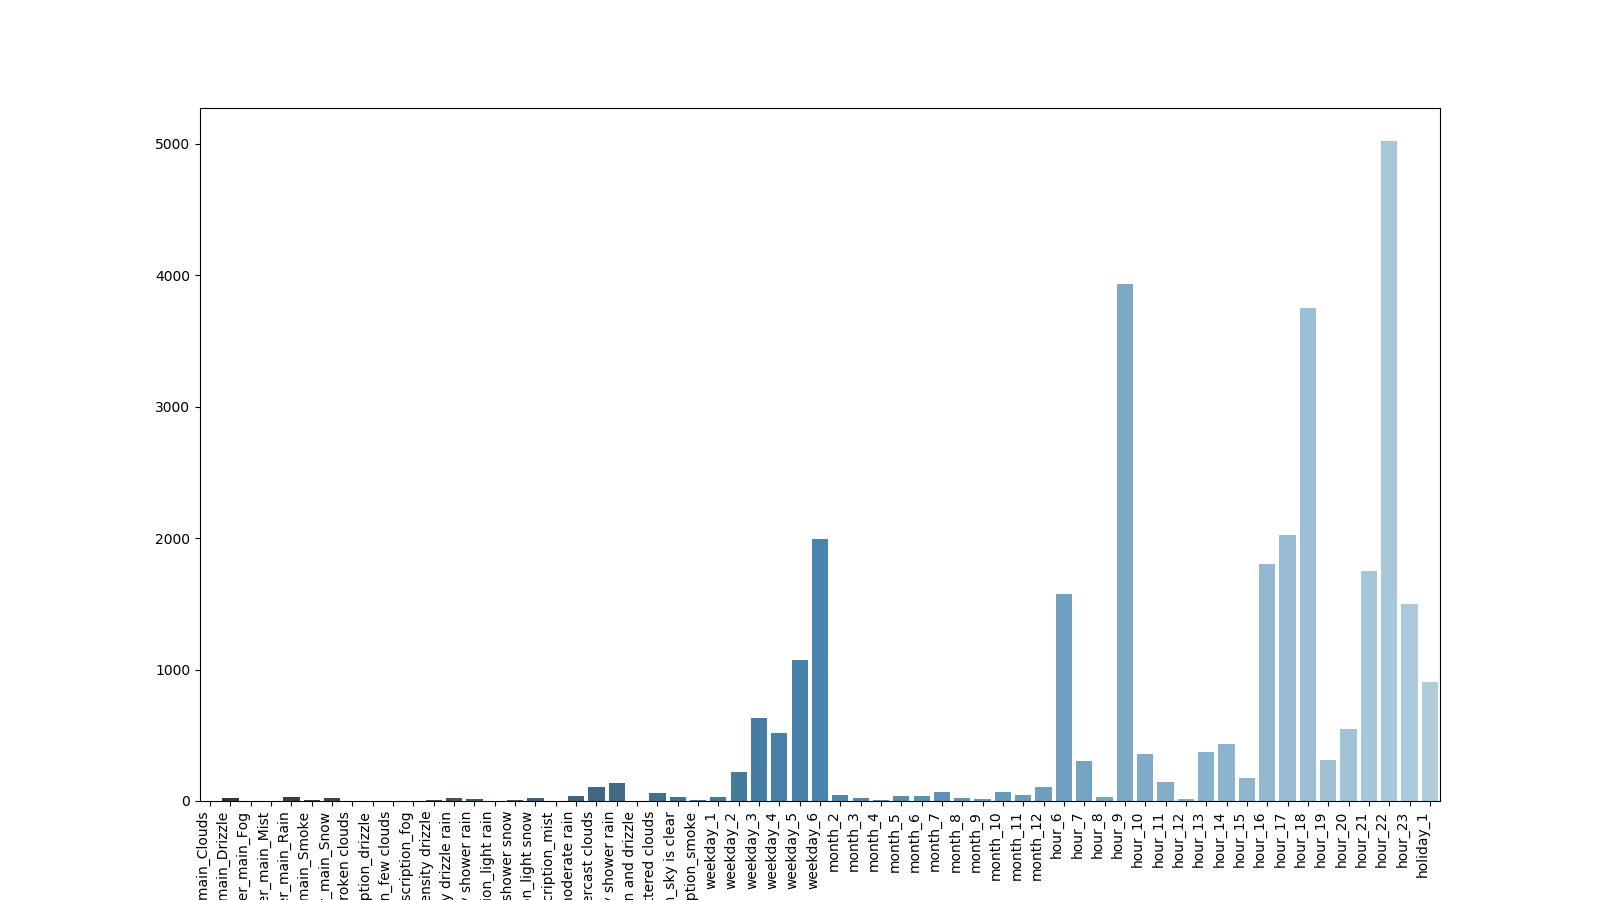 5000
4000
3000
2000
1000
0
main_Clouds
main_Drizzle
er_main_Fog
er_main_Mist
er_main_Rain
main_Smoke
r_main_Snow
roken clouds
ption_drizzle
n_few clouds
scription_fog
ensity drizzle
y drizzle rain
y shower rain
ion_light rain
shower snow
on_light snow
cription_mist
moderate rain
ercast clouds
y shower rain
n and drizzle
ttered clouds
n_sky is clear
ption_smoke
weekday_1
weekday_2
weekday_3
weekday_4
weekday_5
weekday_6
month_2
month_3
month_4
month_5
month_6
month_7
month_8
month_9
month_10
month_11
month_12
hour_6
hour_7
hour_8
hour_9
hour_10
hour_11
hour_12
hour_13
hour_14
hour_15
hour_16
hour_17
hour_18
hour_19
hour_20
hour_21
hour_22
hour_23
holiday_1